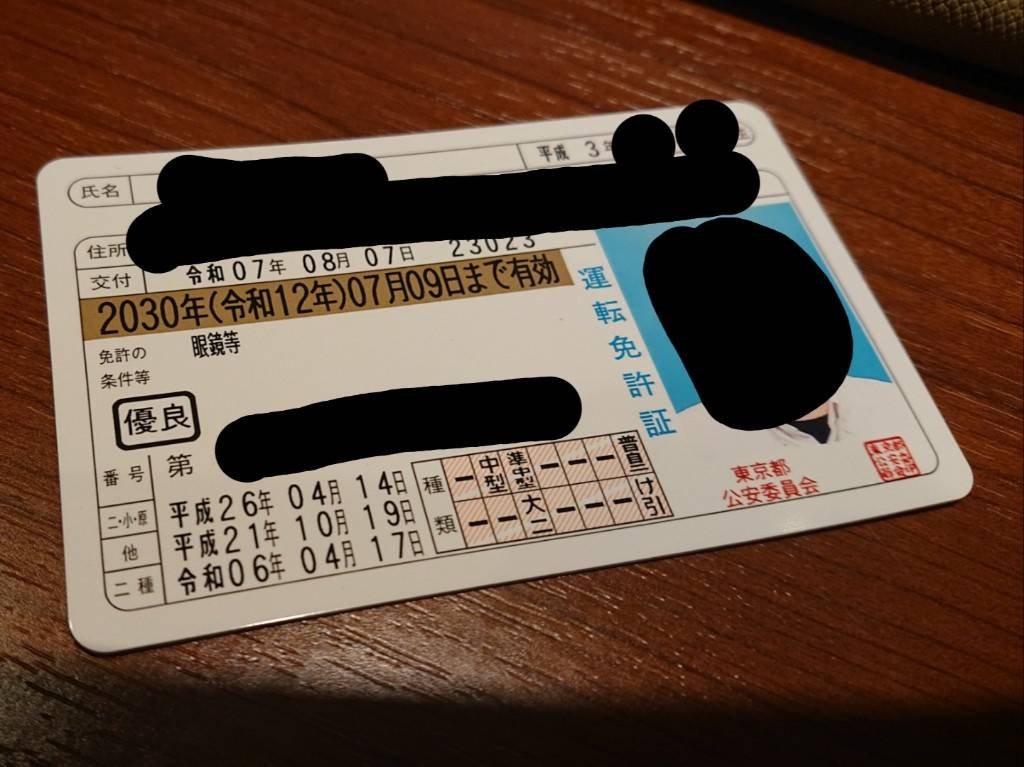 氏名
平成 3年
住所
交付 令和07年 08月 07日 23023
2030年(令和12年)07月09日まで有効
免許の
条件等
眼鏡等
優良
番号 第
二・小・原 平成26年 04月 14日
他 平成21年 10月 19日
二種 令和06年 04月 17日
種類
中型 準中型 普自二
大二 け引
運転免許証
東京都
公安委員会